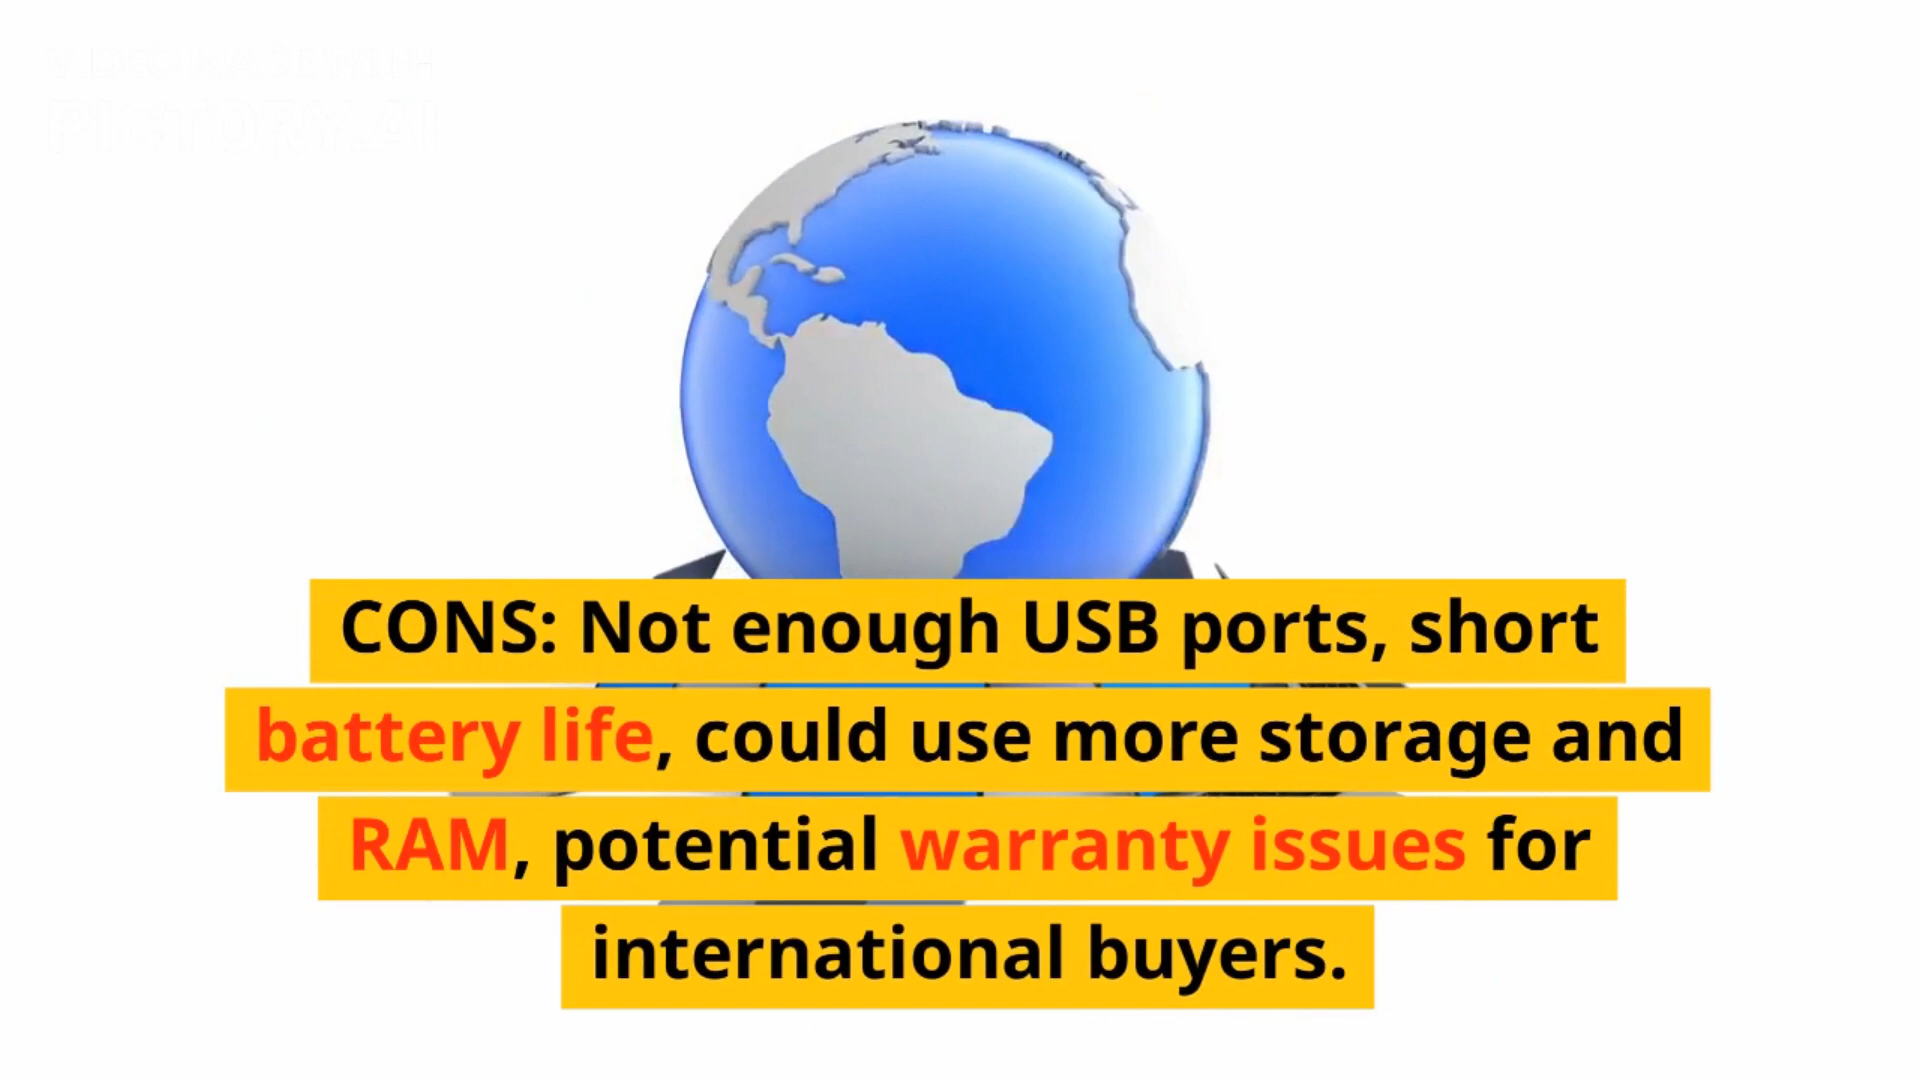 CONS: Not enough USB ports, short
battery life, could use more storage and
RAM, potential warranty issues for
international buyers.